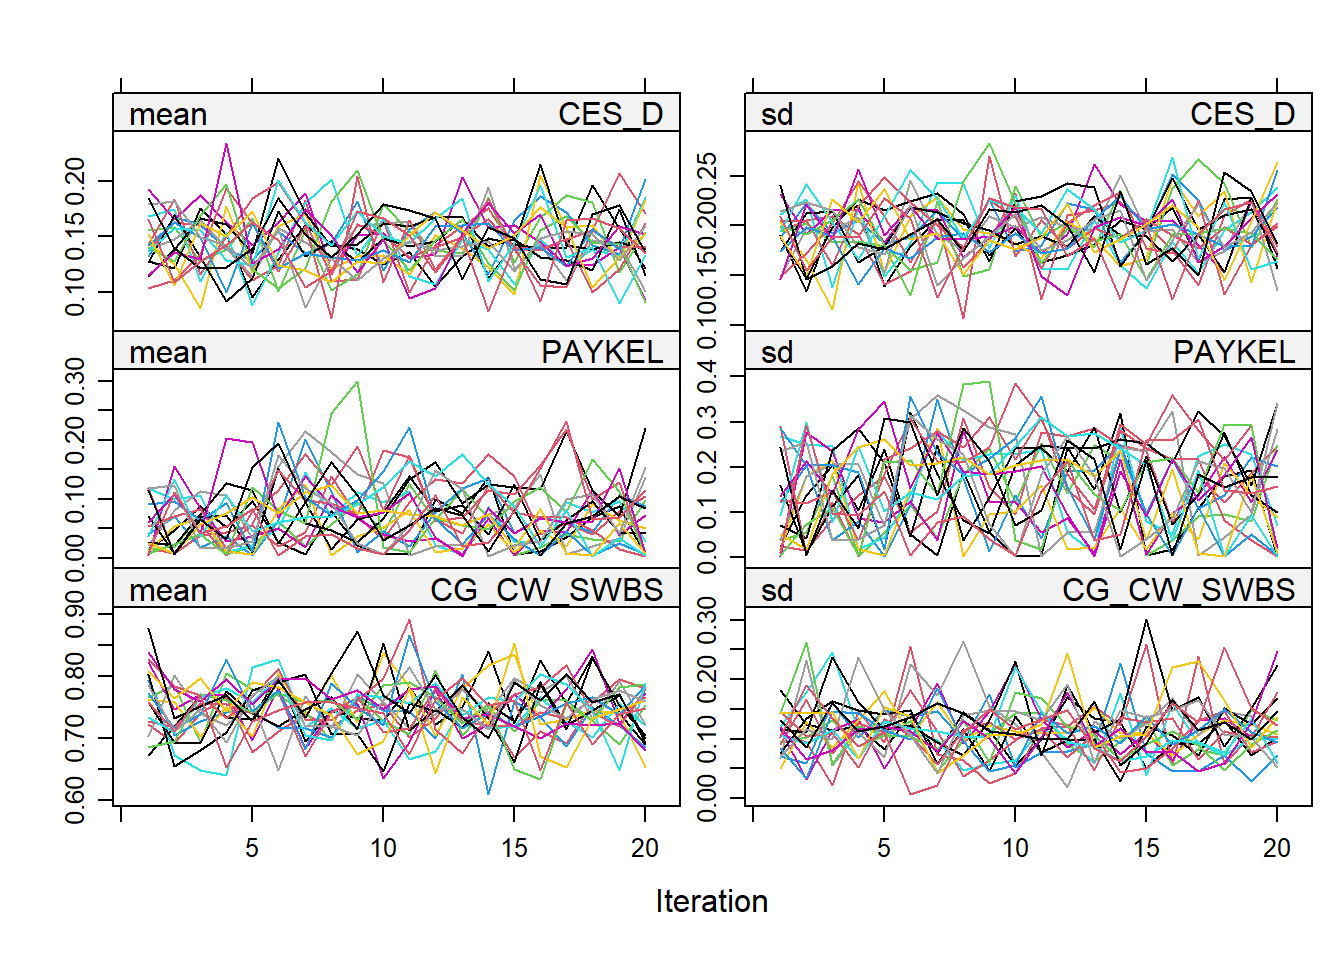 mean CES_D
sd CES_D
0.10 0.15 0.20
0.100.150.200.25
mean PAYKEL
sd PAYKEL
0.00 0.10 0.20 0.30
0.0 0.1 0.2 0.3 0.4
mean CG_CW_SWBS
sd CG_CW_SWBS
0.60 0.70 0.80 0.90
0.00 0.10 0.20 0.30
5 10 15 20
5 10 15 20
Iteration